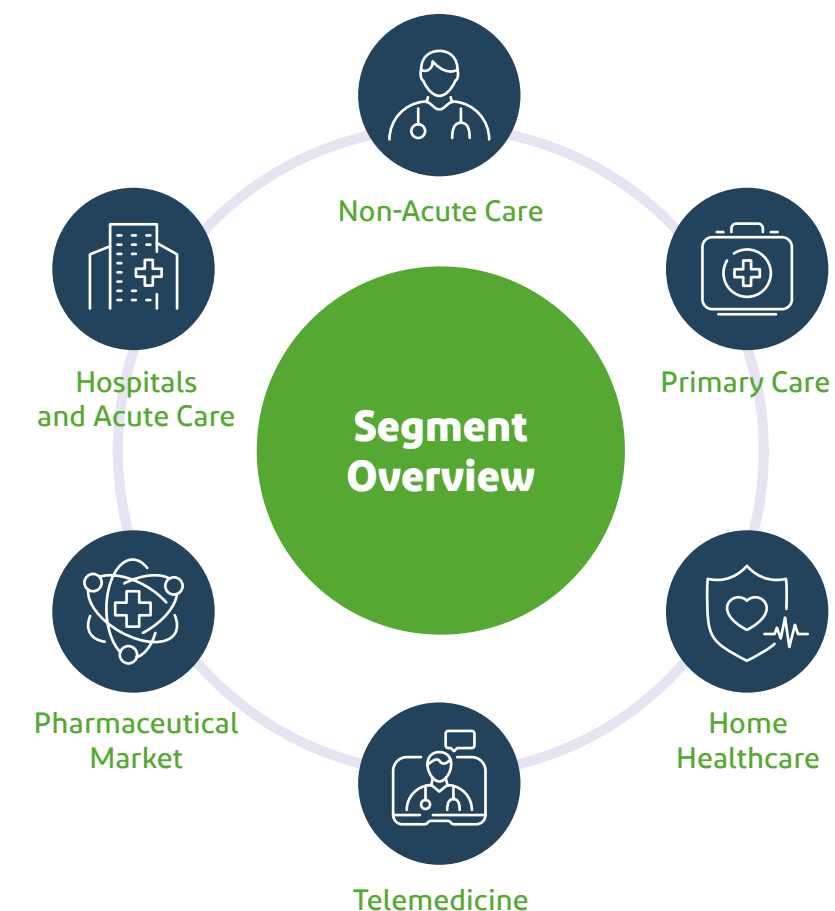 Non-Acute Care
Hospitals
and Acute Care
Primary Care
Segment
Overview
Pharmaceutical
Market
Home
Healthcare
Telemedicine